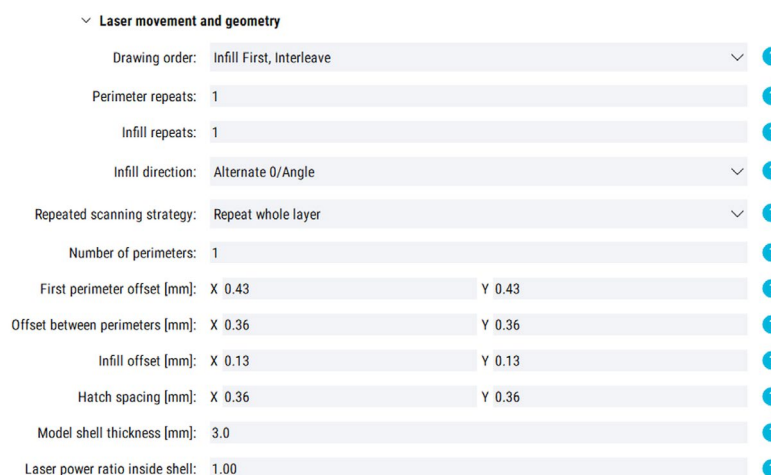 Laser movement and geometry
Drawing order: Infill First, Interleave
Perimeter repeats: 1
Infill repeats: 1
Infill direction: Alternate 0/Angle
Repeated scanning strategy: Repeat whole layer
Number of perimeters: 1
First perimeter offset [mm]: X 0.43 Y 0.43
Offset between perimeters [mm]: X 0.36 Y 0.36
Infill offset [mm]: X 0.13 Y 0.13
Hatch spacing [mm]: X 0.36 Y 0.36
Model shell thickness [mm]: 3.0
Laser power ratio inside shell: 1.00